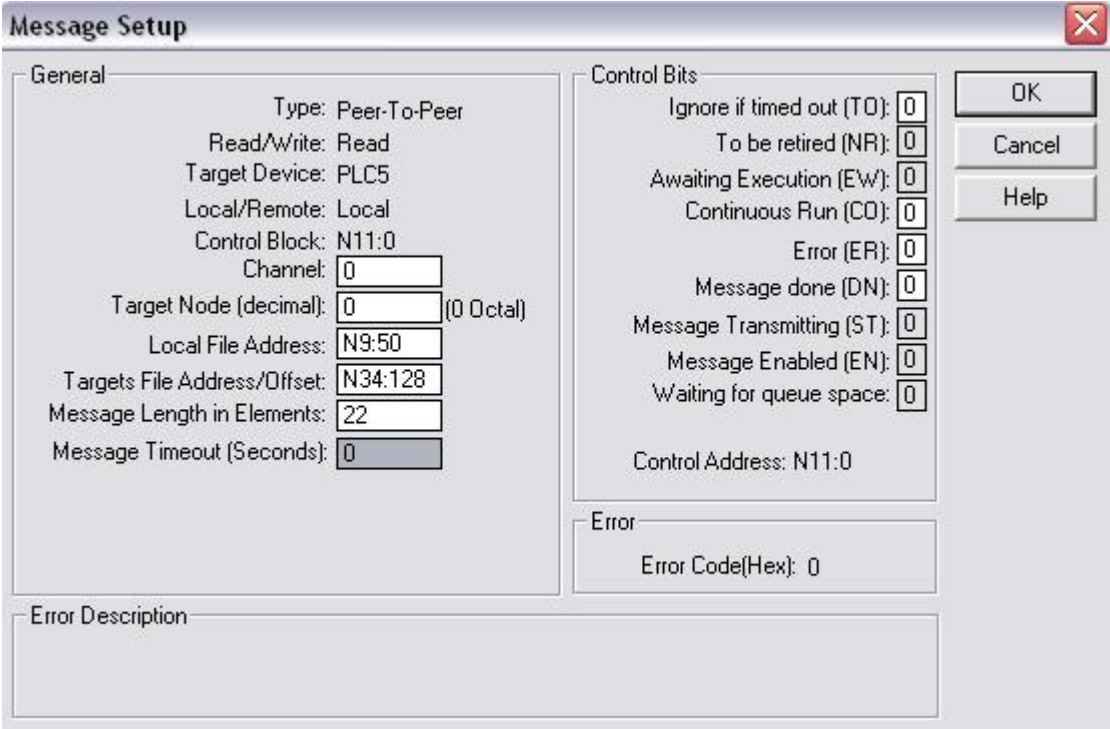 Message Setup
General
Type: Peer-To-Peer
Read/Write: Read
Target Device: PLC5
Local/Remote: Local
Control Block: N11:0
Channel: 0
Target Node (decimal): 0 (0 Octal)
Local File Address: N9:50
Targets File Address/Offset: N34:128
Message Length in Elements: 22
Message Timeout (Seconds): 0
Control Bits
Ignore if timed out (TO): 0
To be retired (NR): 0
Awaiting Execution (EW): 0
Continuous Run (CO): 0
Error (ER): 0
Message done (DN): 0
Message Transmitting (ST): 0
Message Enabled (EN): 0
Waiting for queue space: 0
Control Address: N11:0
Error
Error Code(Hex): 0
OK
Cancel
Help
Error Description